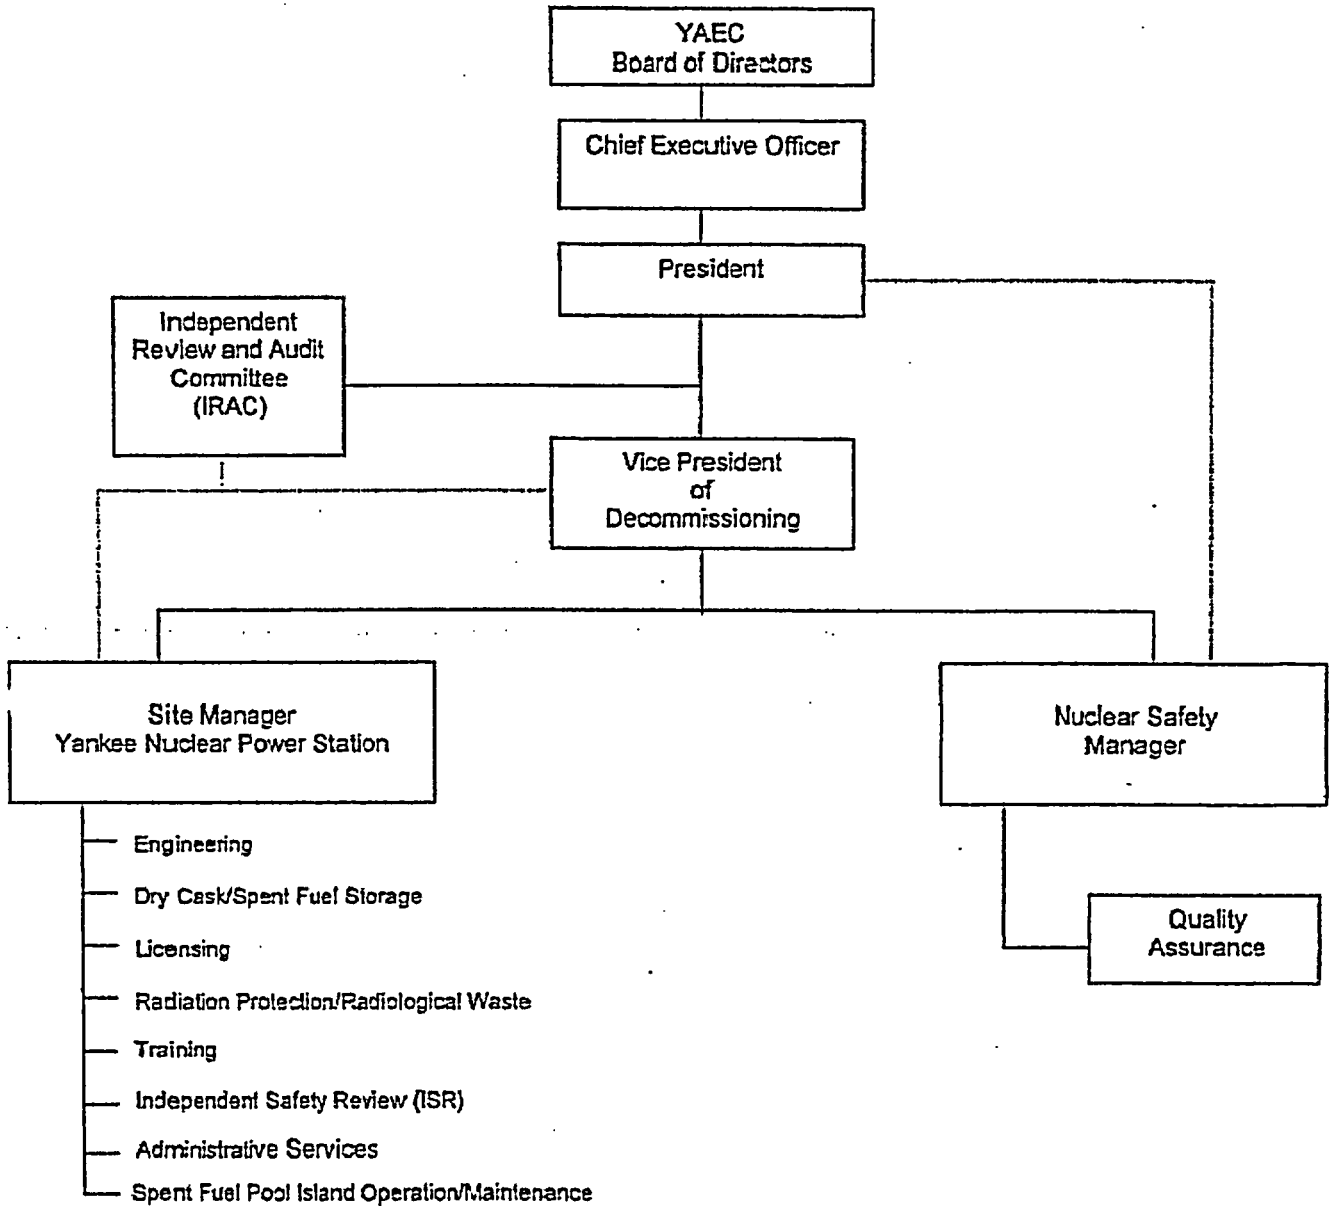 YAEC
Board of Directors
Chief Executive Officer
President
Independent
Review and Audit
Committee
(IRAC)
Vice President
of
Decommissioning
Site Manager
Yankee Nuclear Power Station
Nuclear Safety
Manager
Engineering
Dry Cask/Spent Fuel Storage
Licensing
Radiation Protection/Radiological Waste
Training
Independent Safety Review (ISR)
Administrative Services
Spent Fuel Pool Island Operation/Maintenance
Quality
Assurance